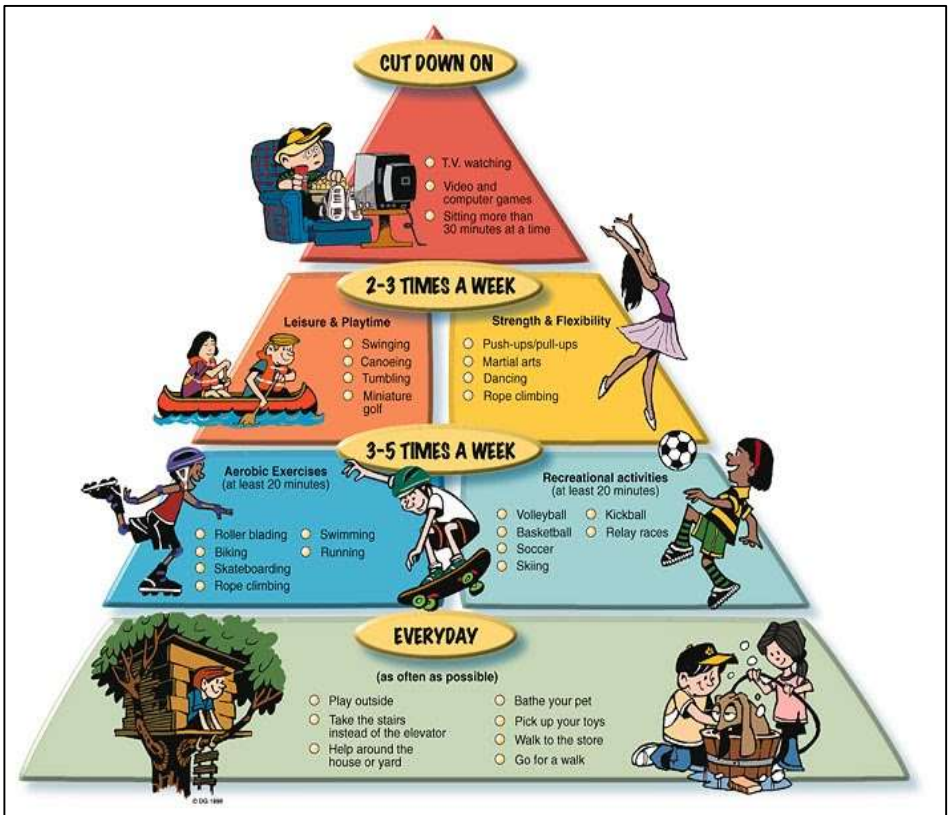 CUT DOWN ON
T.V. watching
Video and
computer games
Sitting more than
30 minutes at a time
2-3 TIMES A WEEK
Leisure & Playtime
Swinging
Canoeing
Tumbling
Miniature
golf
Strength & Flexibility
Push-ups/pull-ups
Martial arts
Dancing
Rope climbing
3-5 TIMES A WEEK
Aerobic Exercises
(at least 20 minutes)
Roller blading
Biking
Skateboarding
Rope climbing
Swimming
Running
Recreational activities
(at least 20 minutes)
Volleyball
Basketball
Soccer
Skiing
Kickball
Relay races
EVERYDAY
(as often as possible)
Play outside
Take the stairs
instead of the elevator
Help around the
house or yard
Bathe your pet
Pick up your toys
Walk to the store
Go for a walk